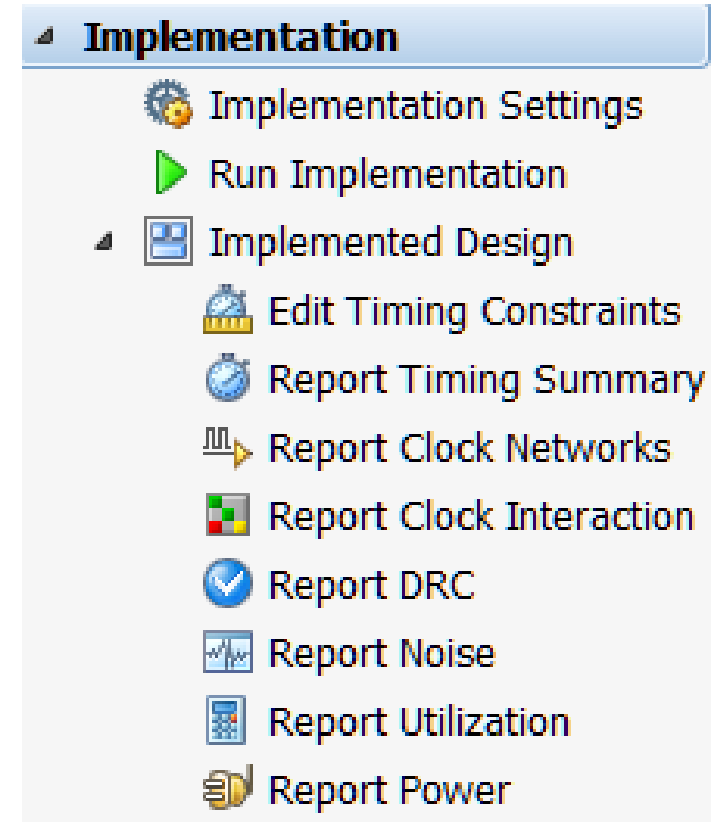 Implementation
Implementation Settings
Run Implementation
Implemented Design
Edit Timing Constraints
Report Timing Summary
Report Clock Networks
Report Clock Interaction
Report DRC
Report Noise
Report Utilization
Report Power